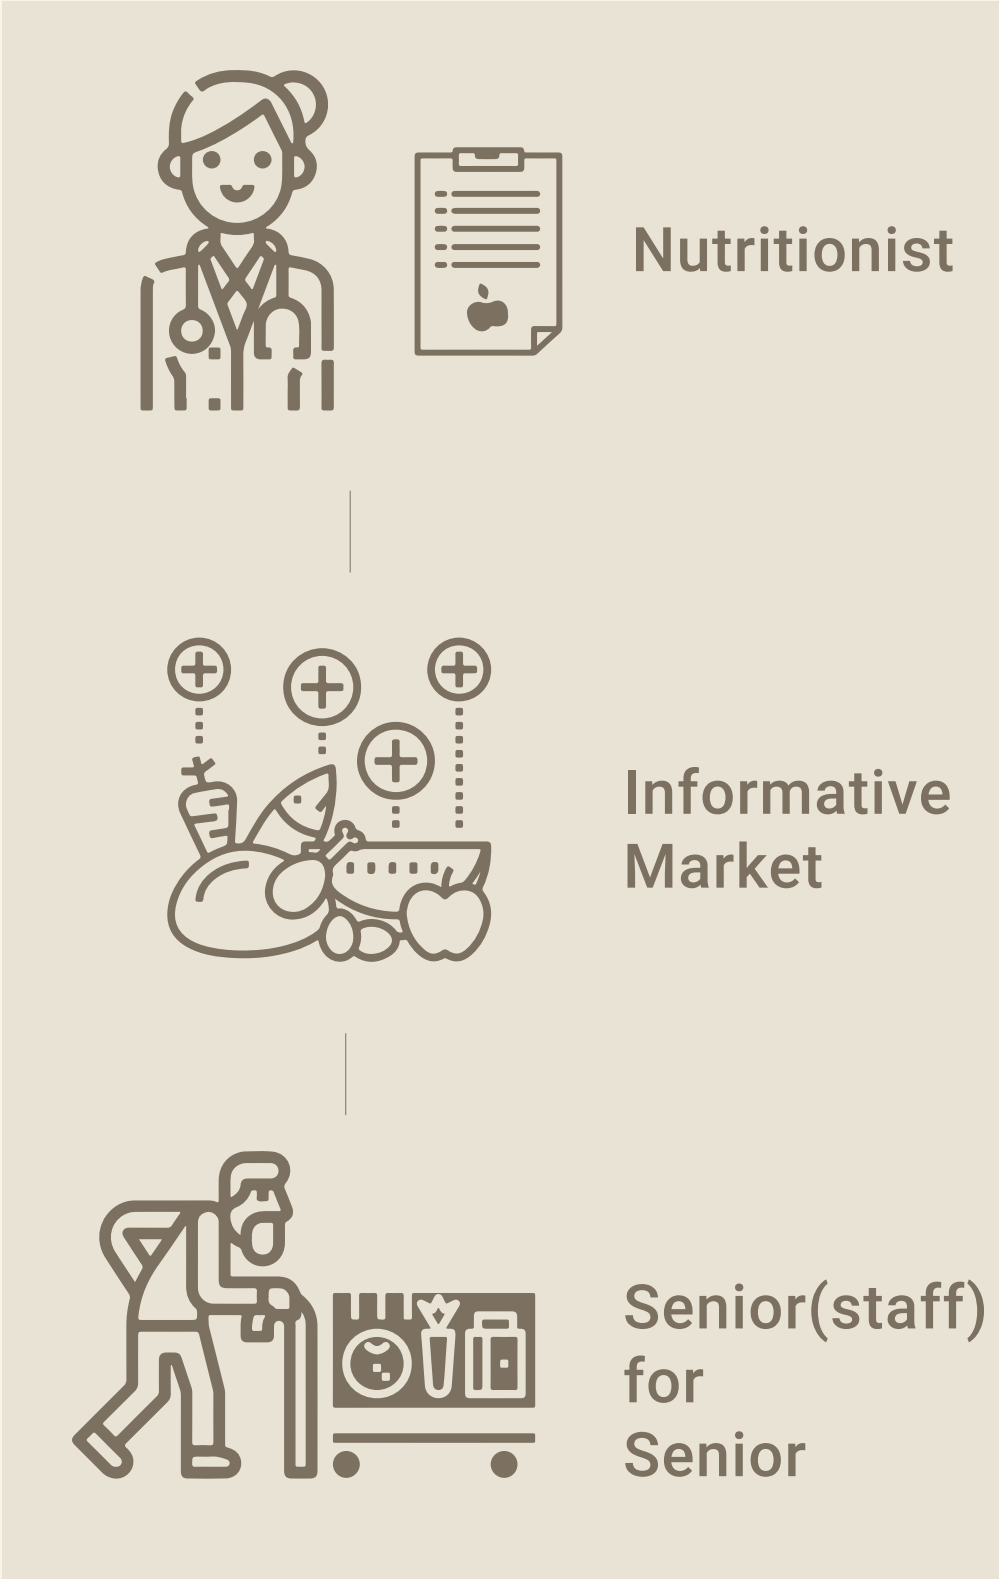 Nutritionist
Informative
Market
Senior(staff)
for
Senior